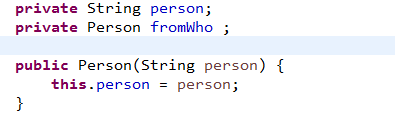 private String person;
private Person fromWho ;
public Person(String person) {
this.person = person;
}